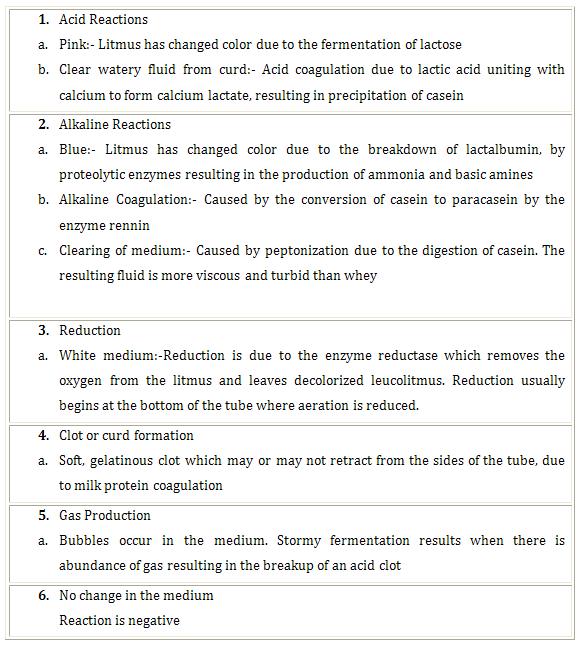 1. Acid Reactions
a. Pink:- Litmus has changed color due to the fermentation of lactose
b. Clear watery fluid from curd:- Acid coagulation due to lactic acid uniting with
calcium to form calcium lactate, resulting in precipitation of casein
2. Alkaline Reactions
a. Blue:- Litmus has changed color due to the breakdown of lactalbumin, by
proteolytic enzymes resulting in the production of ammonia and basic amines
b. Alkaline Coagulation:- Caused by the conversion of casein to paracasein by the
enzyme rennin
c. Clearing of medium:- Caused by peptonization due to the digestion of casein. The
resulting fluid is more viscous and turbid than whey
3. Reduction
a. White medium:-Reduction is due to the enzyme reductase which removes the
oxygen from the litmus and leaves decolorized leucolitmus. Reduction usually
begins at the bottom of the tube where aeration is reduced.
4. Clot or curd formation
a. Soft, gelatinous clot which may or may not retract from the sides of the tube, due
to milk protein coagulation
5. Gas Production
a. Bubbles occur in the medium. Stormy fermentation results when there is
abundance of gas resulting in the breakup of an acid clot
6. No change in the medium
Reaction is negative